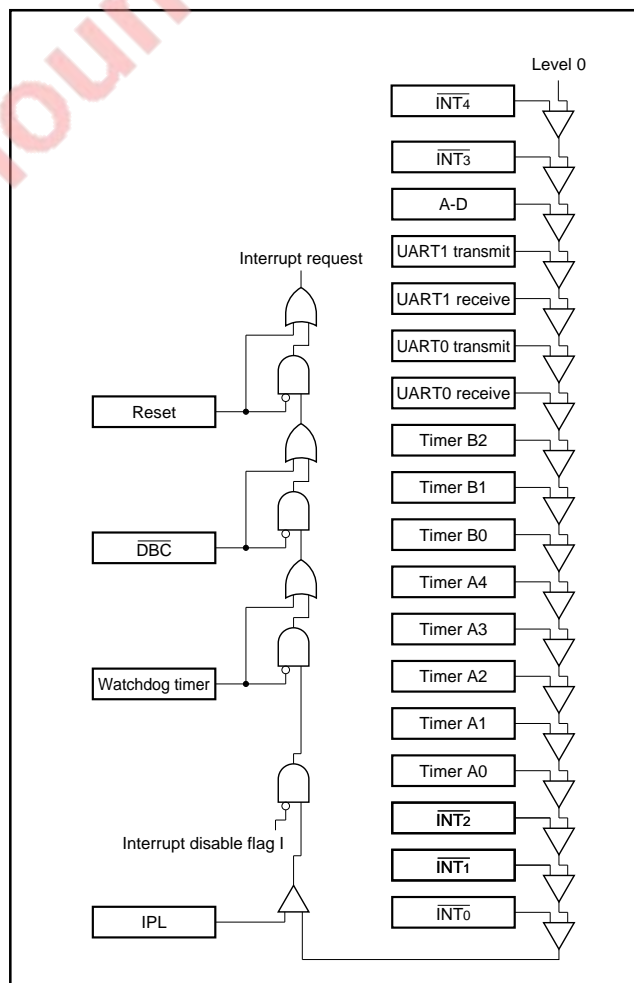 Level 0
INT4
INT3
A-D
UART1 transmit
Interrupt request
UART1 receive
UART0 transmit
Reset
UART0 receive
Timer B2
Timer B1
DBC
Timer B0
Timer A4
Timer A3
Watchdog timer
Timer A2
Timer A1
Timer A0
INT2
Interrupt disable flag I
INT1
IPL
INT0